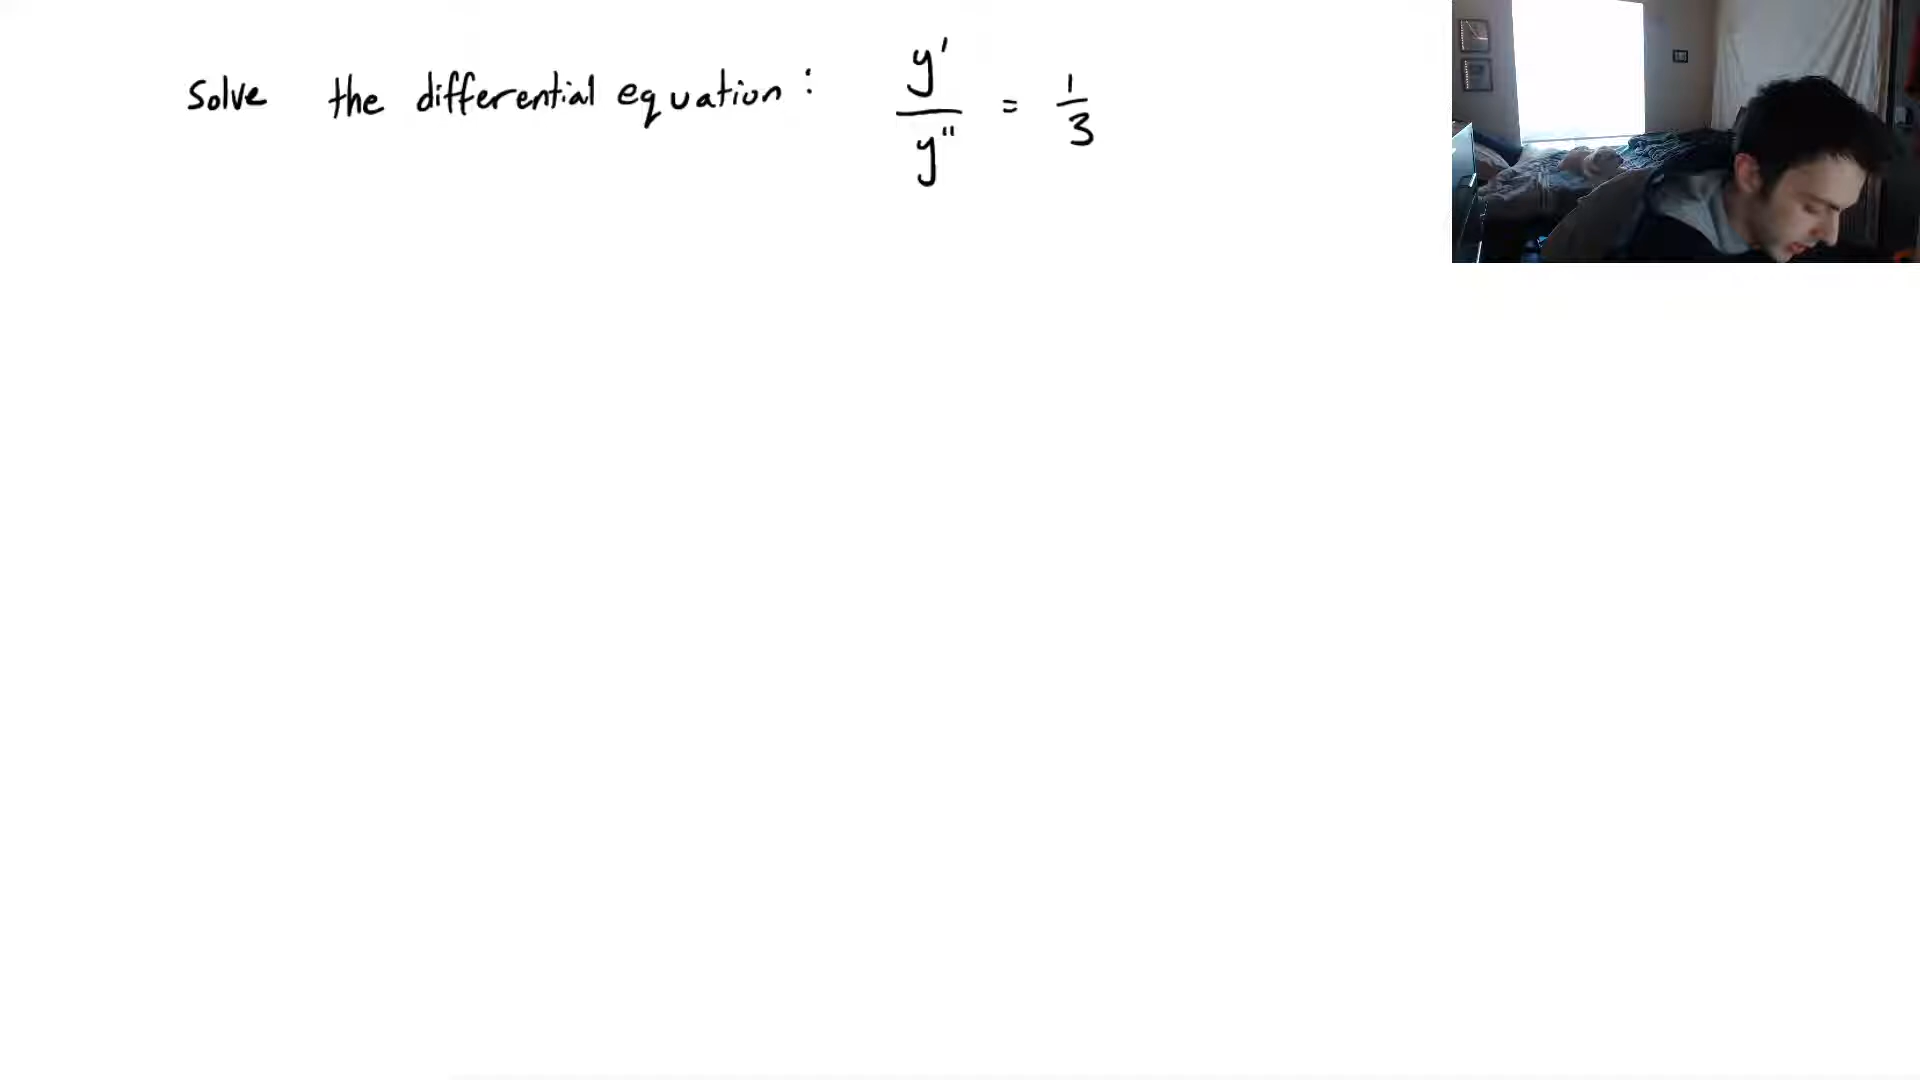 Solve the differential equation: y'/y" = 1/3